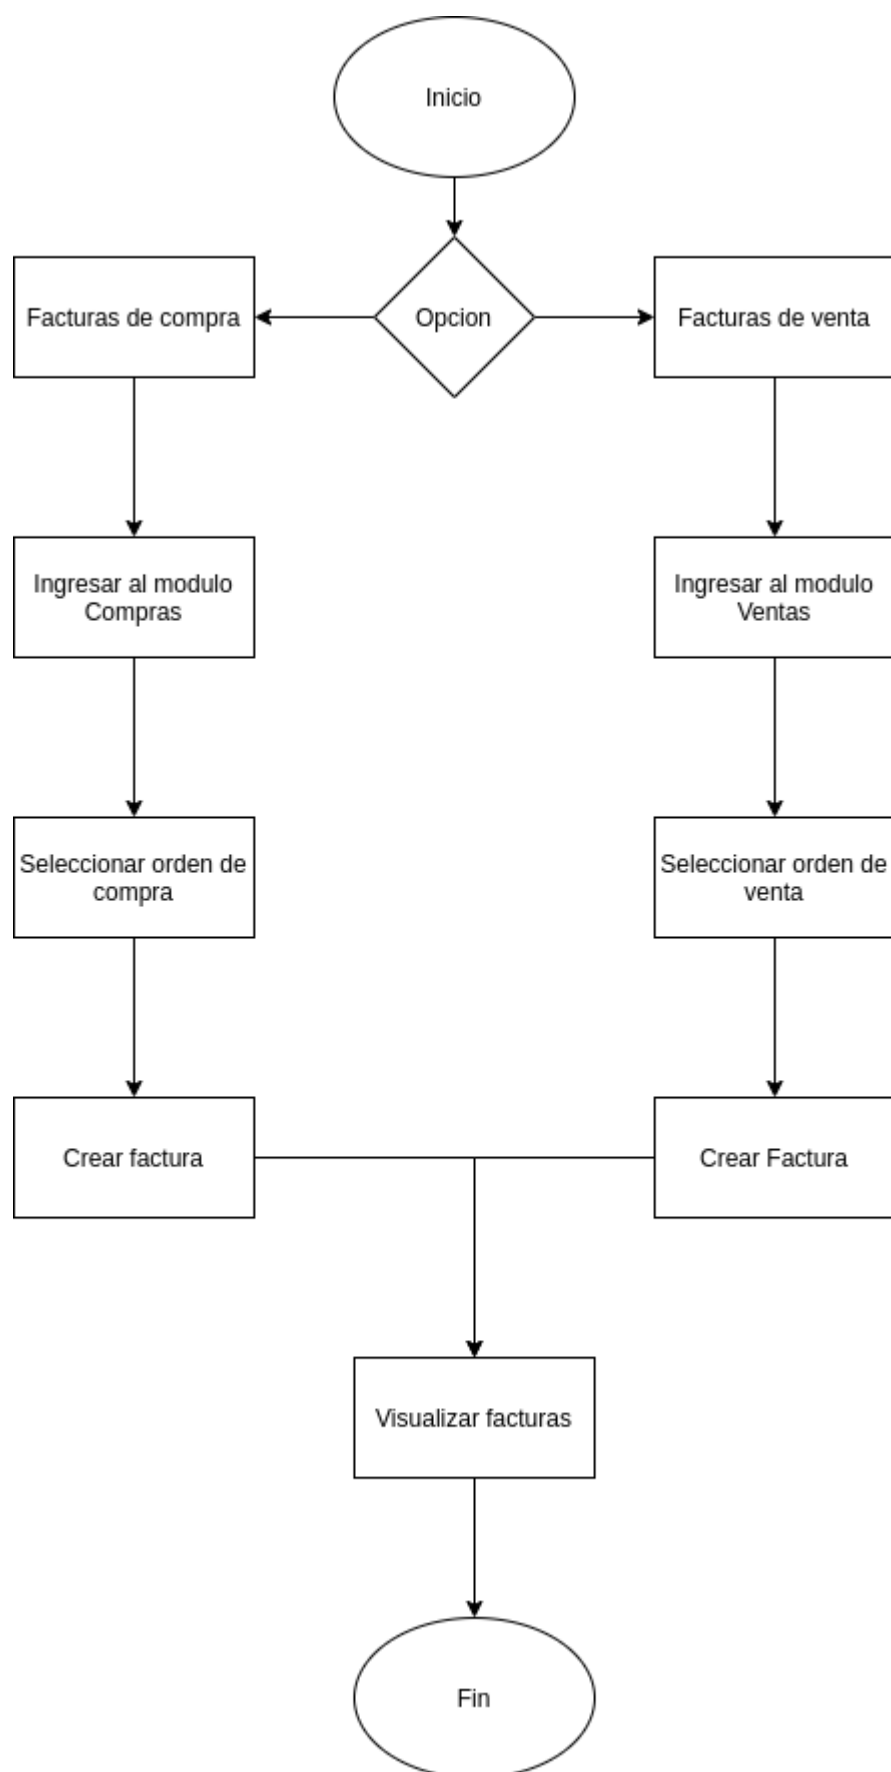 Inicio
Facturas de compra
Opcion
Facturas de venta
Ingresar al modulo
Compras
Ingresar al modulo
Ventas
Seleccionar orden de
compra
Seleccionar orden de
venta
Crear factura
Crear Factura
Visualizar facturas
Fin